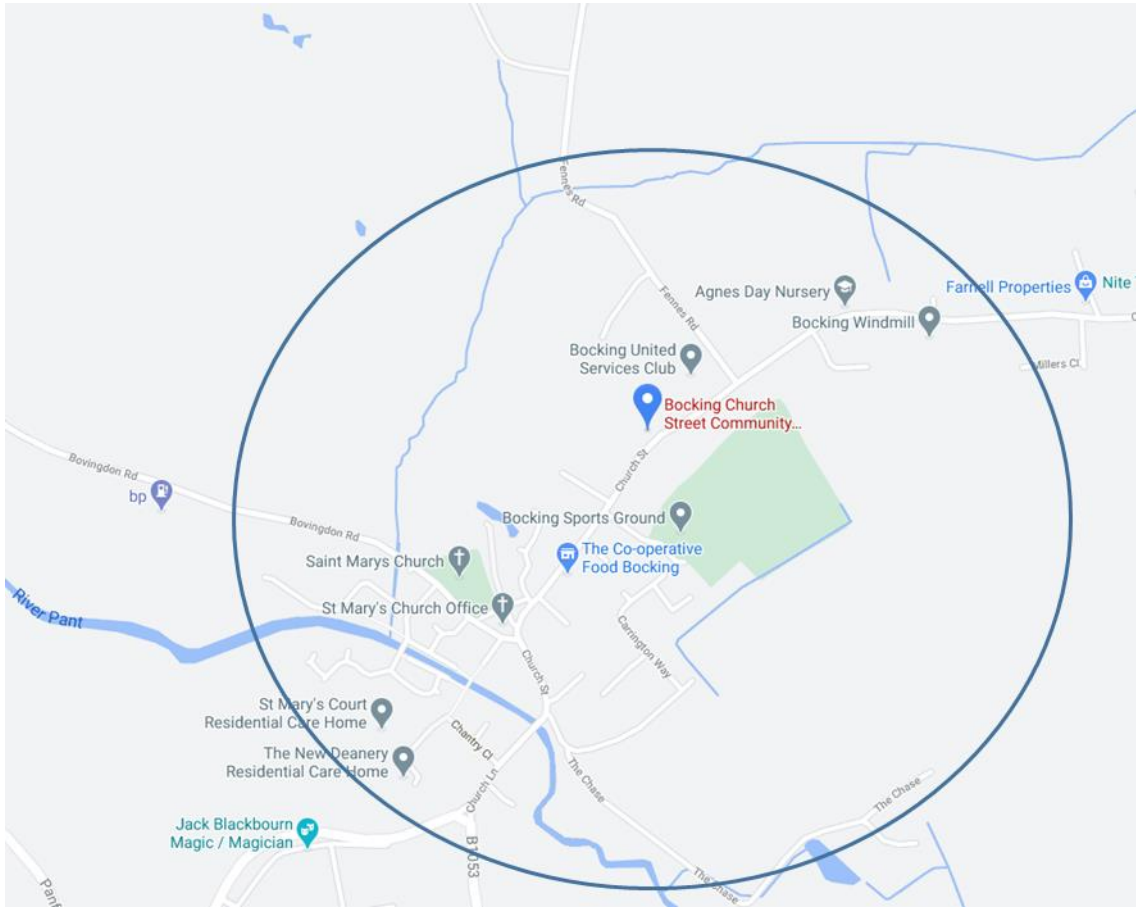 Fennes Rd
Fennes Rd
Agnes Day Nursery
Farnell Properties
Nite
Bocking Windmill
Millers Cl
Bocking United
Services Club
Bocking Church
Street Community...
Church St
Bovingdon Rd
bp
Bovingdon Rd
Bocking Sports Ground
The Co-operative
Food Bocking
Saint Marys Church
St Mary's Church Office
River Pant
Carrington Way
Church St
St Mary's Court
Residential Care Home
Chantry Cl
The New Deanery
Residential Care Home
The Chase
The Chase
Church Ln
Jack Blackbourn
Magic / Magician
B1053
The Chase